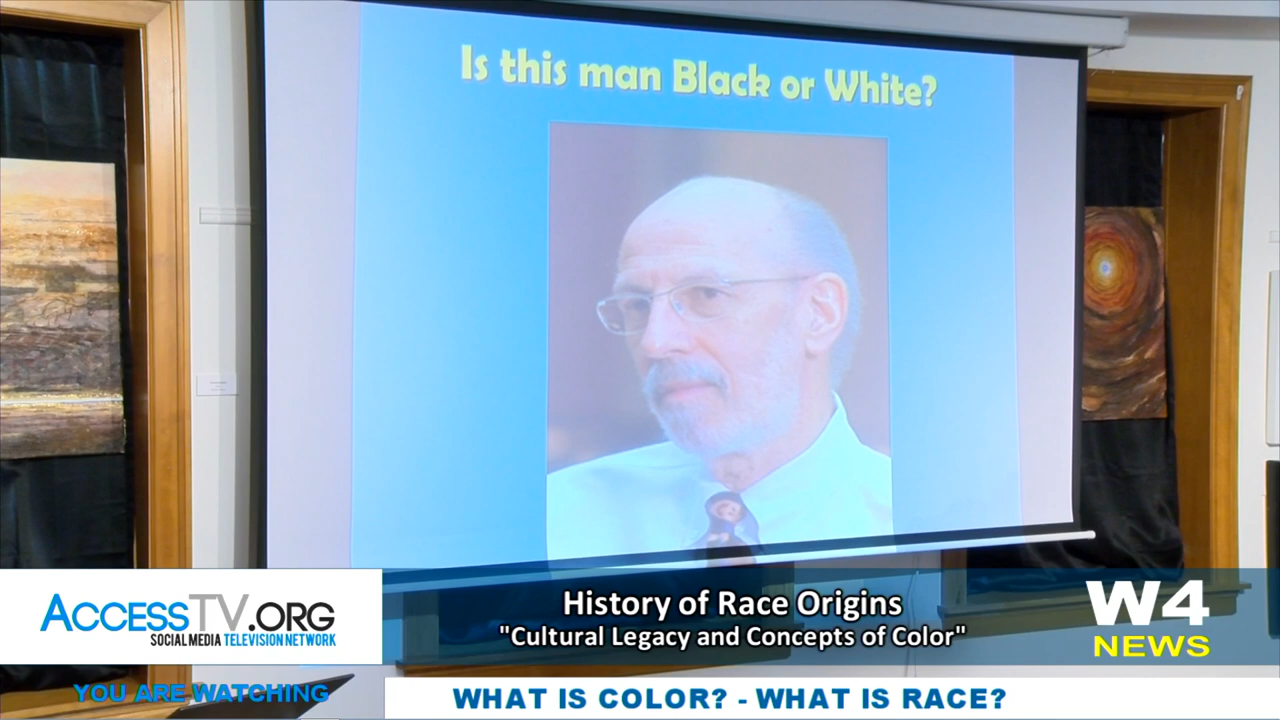 Is this man Black or White?
AccessTV.org
SOCIAL MEDIA TELEVISION NETWORK
History of Race Origins
"Cultural Legacy and Concepts of Color"
W4
NEWS
YOU ARE WATCHING
WHAT IS COLOR? - WHAT IS RACE?